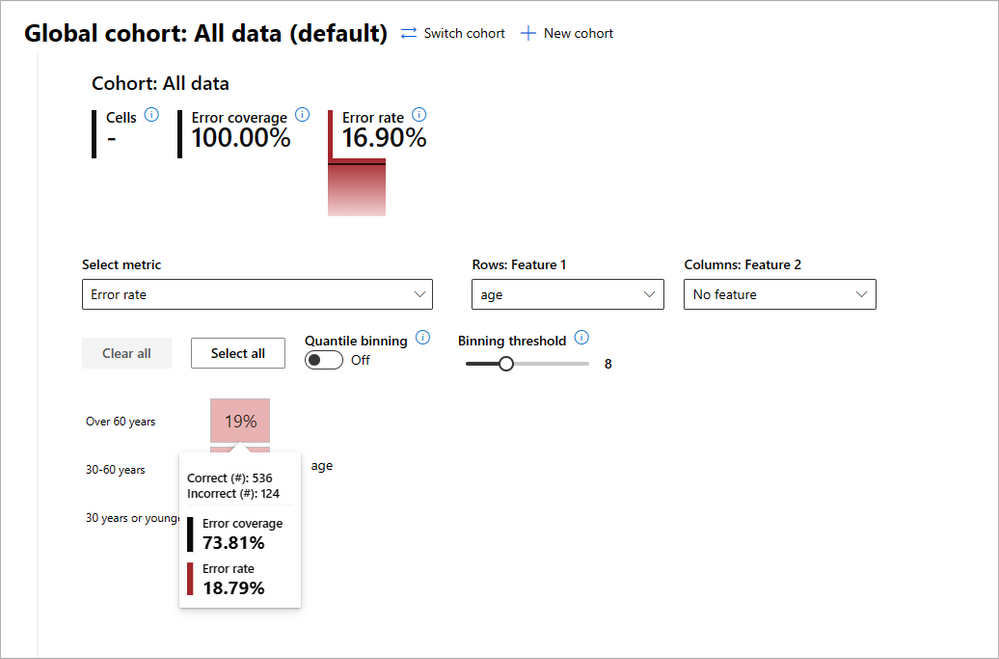 Global cohort: All data (default) Switch cohort New cohort
Cohort: All data
Cells Error coverage Error rate
- 100.00% 16.90%
Select metric Rows: Feature 1 Columns: Feature 2
Error rate age No feature
Clear all Select all Quantile binning Off Binning threshold 8
Over 60 years 19%
30-60 years age
30 years or younge
Correct (#): 536
Incorrect (#): 124
Error coverage
73.81%
Error rate
18.79%